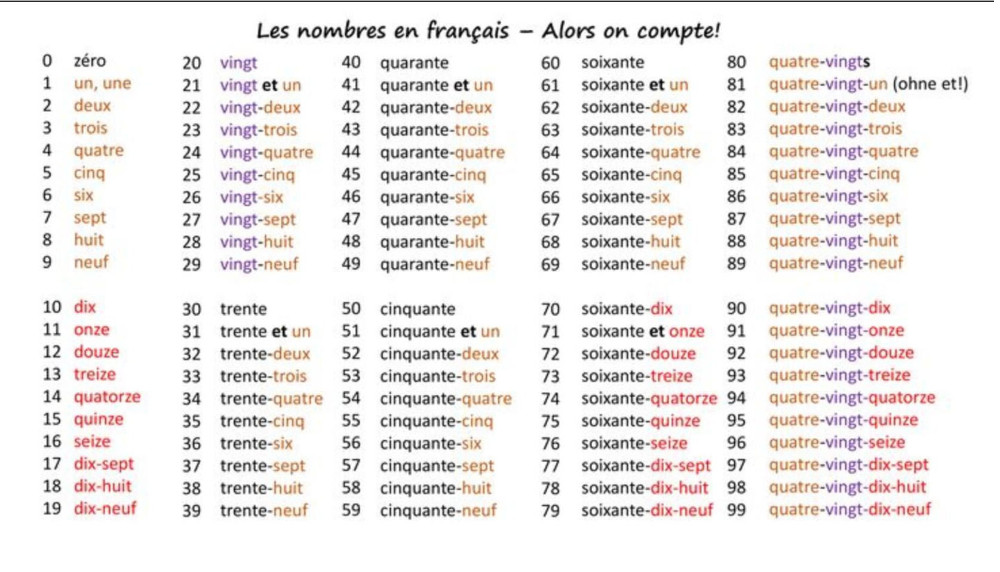 Les nombres en français – Alors on compte!
0 zéro 20 vingt 40 quarante 60 soixante 80 quatre-vingts
1 un, une 21 vingt et un 41 quarante et un 61 soixante et un 81 quatre-vingt-un (ohne et!)
2 deux 22 vingt-deux 42 quarante-deux 62 soixante-deux 82 quatre-vingt-deux
3 trois 23 vingt-trois 43 quarante-trois 63 soixante-trois 83 quatre-vingt-trois
4 quatre 24 vingt-quatre 44 quarante-quatre 64 soixante-quatre 84 quatre-vingt-quatre
5 cinq 25 vingt-cinq 45 quarante-cinq 65 soixante-cinq 85 quatre-vingt-cinq
6 six 26 vingt-six 46 quarante-six 66 soixante-six 86 quatre-vingt-six
7 sept 27 vingt-sept 47 quarante-sept 67 soixante-sept 87 quatre-vingt-sept
8 huit 28 vingt-huit 48 quarante-huit 68 soixante-huit 88 quatre-vingt-huit
9 neuf 29 vingt-neuf 49 quarante-neuf 69 soixante-neuf 89 quatre-vingt-neuf
10 dix 30 trente 50 cinquante 70 soixante-dix 90 quatre-vingt-dix
11 onze 31 trente et un 51 cinquante et un 71 soixante et onze 91 quatre-vingt-onze
12 douze 32 trente-deux 52 cinquante-deux 72 soixante-douze 92 quatre-vingt-douze
13 treize 33 trente-trois 53 cinquante-trois 73 soixante-treize 93 quatre-vingt-treize
14 quatorze 34 trente-quatre 54 cinquante-quatre 74 soixante-quatorze 94 quatre-vingt-quatorze
15 quinze 35 trente-cinq 55 cinquante-cinq 75 soixante-quinze 95 quatre-vingt-quinze
16 seize 36 trente-six 56 cinquante-six 76 soixante-seize 96 quatre-vingt-seize
17 dix-sept 37 trente-sept 57 cinquante-sept 77 soixante-dix-sept 97 quatre-vingt-dix-sept
18 dix-huit 38 trente-huit 58 cinquante-huit 78 soixante-dix-huit 98 quatre-vingt-dix-huit
19 dix-neuf 39 trente-neuf 59 cinquante-neuf 79 soixante-dix-neuf 99 quatre-vingt-dix-neuf